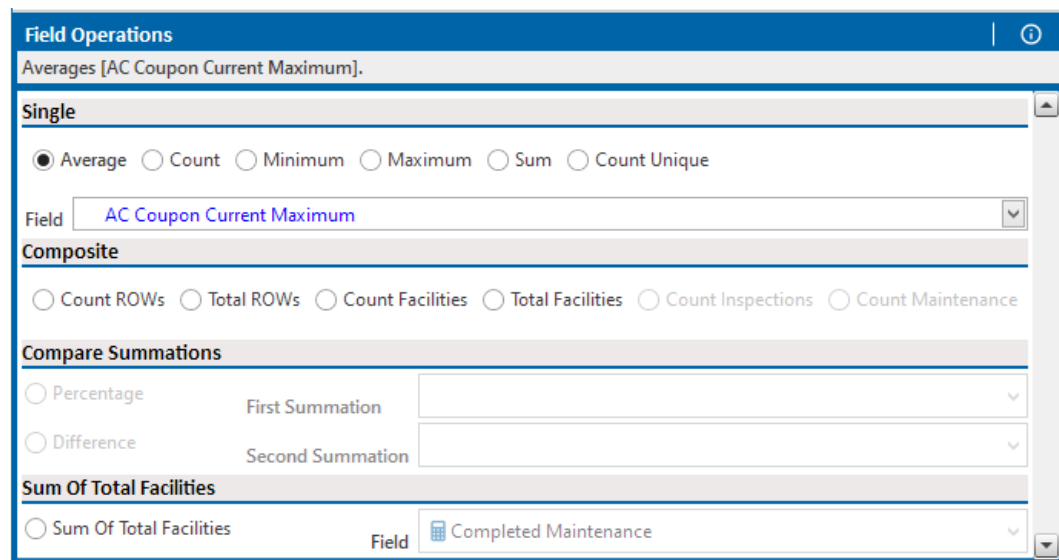 Field Operations
Averages [AC Coupon Current Maximum].
Single
Average Count Minimum Maximum Sum Count Unique
Field AC Coupon Current Maximum
Composite
Count ROWs Total ROWs Count Facilities Total Facilities Count Inspections Count Maintenance
Compare Summations
Percentage
First Summation
Difference
Second Summation
Sum Of Total Facilities
Sum Of Total Facilities Field Completed Maintenance